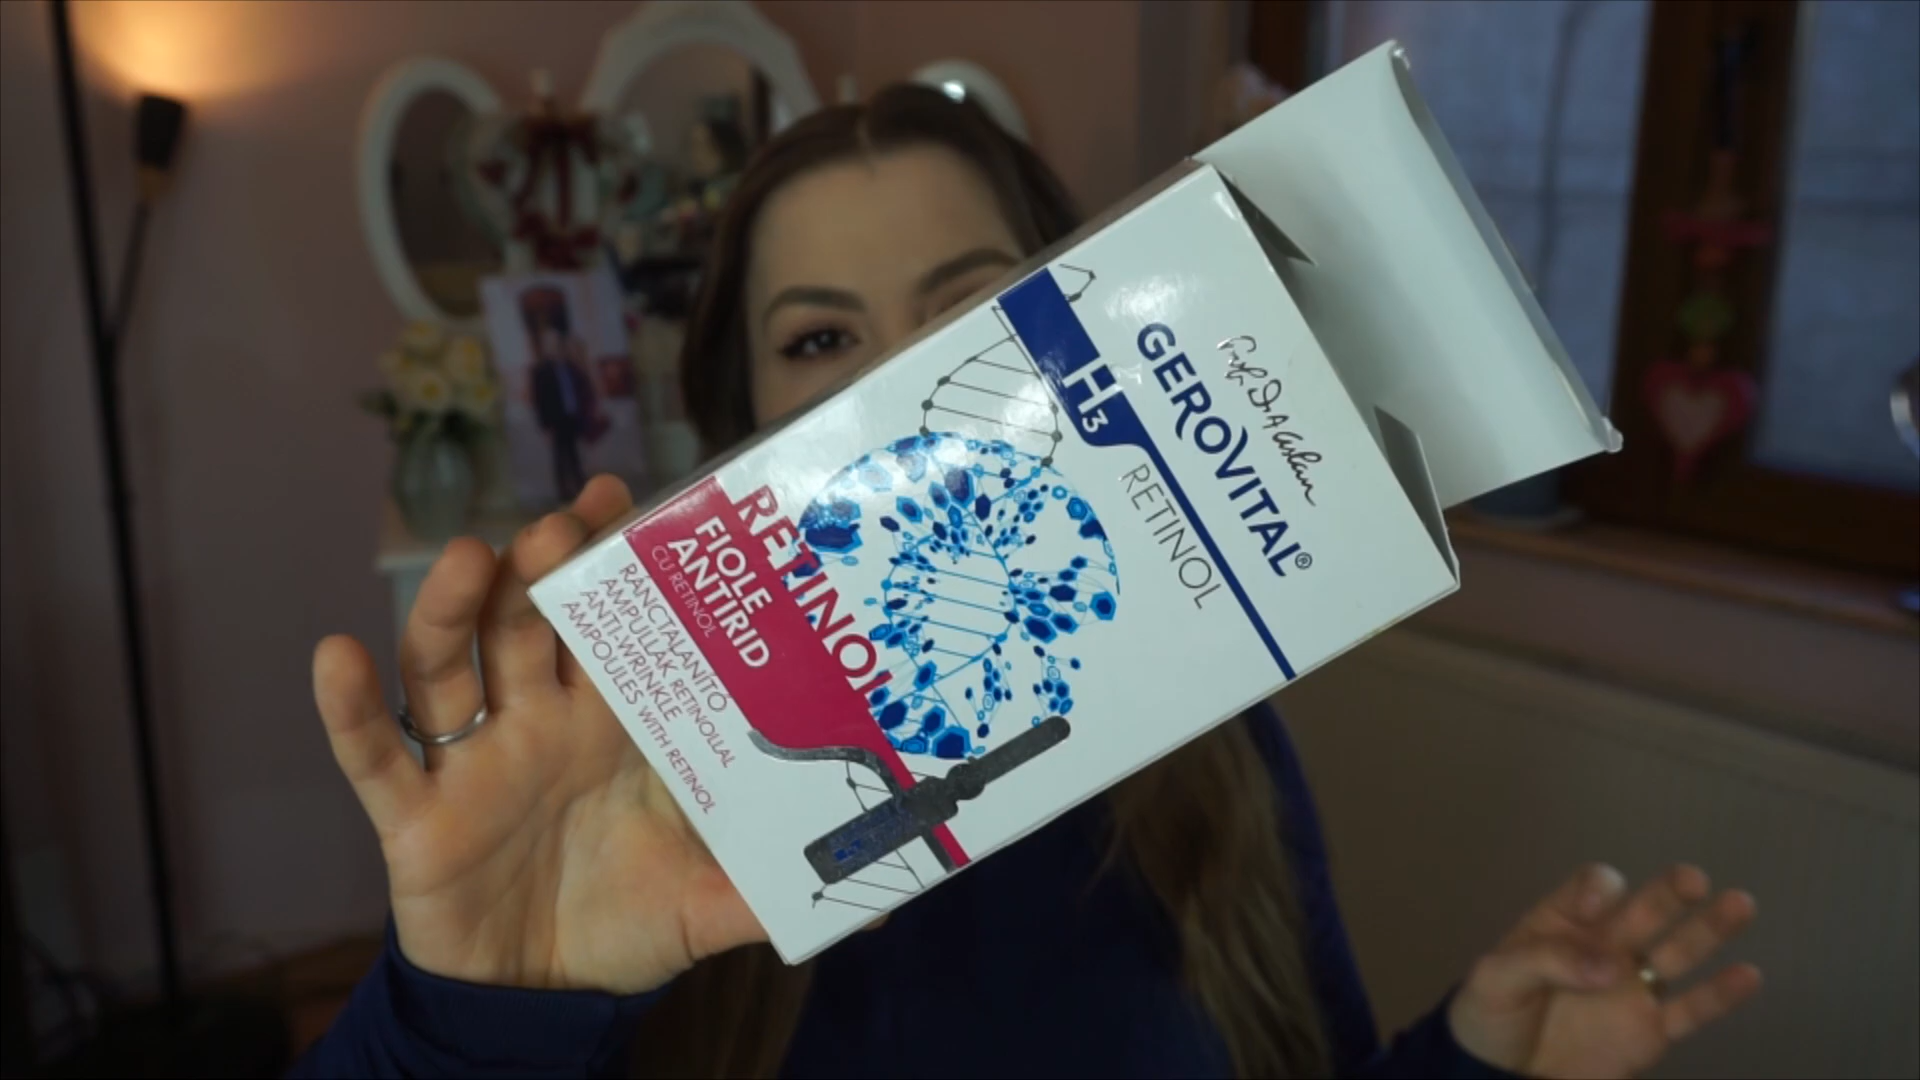 GEROVITAL®
H3
RETINOL
RETINOL
FIOLE
ANTIRID
CU RETINOL
RÁNCTALANÍTÓ
AMPULLÁK RETINOLLAL
ANTI-WRINKLE
AMPOULES WITH RETINOL